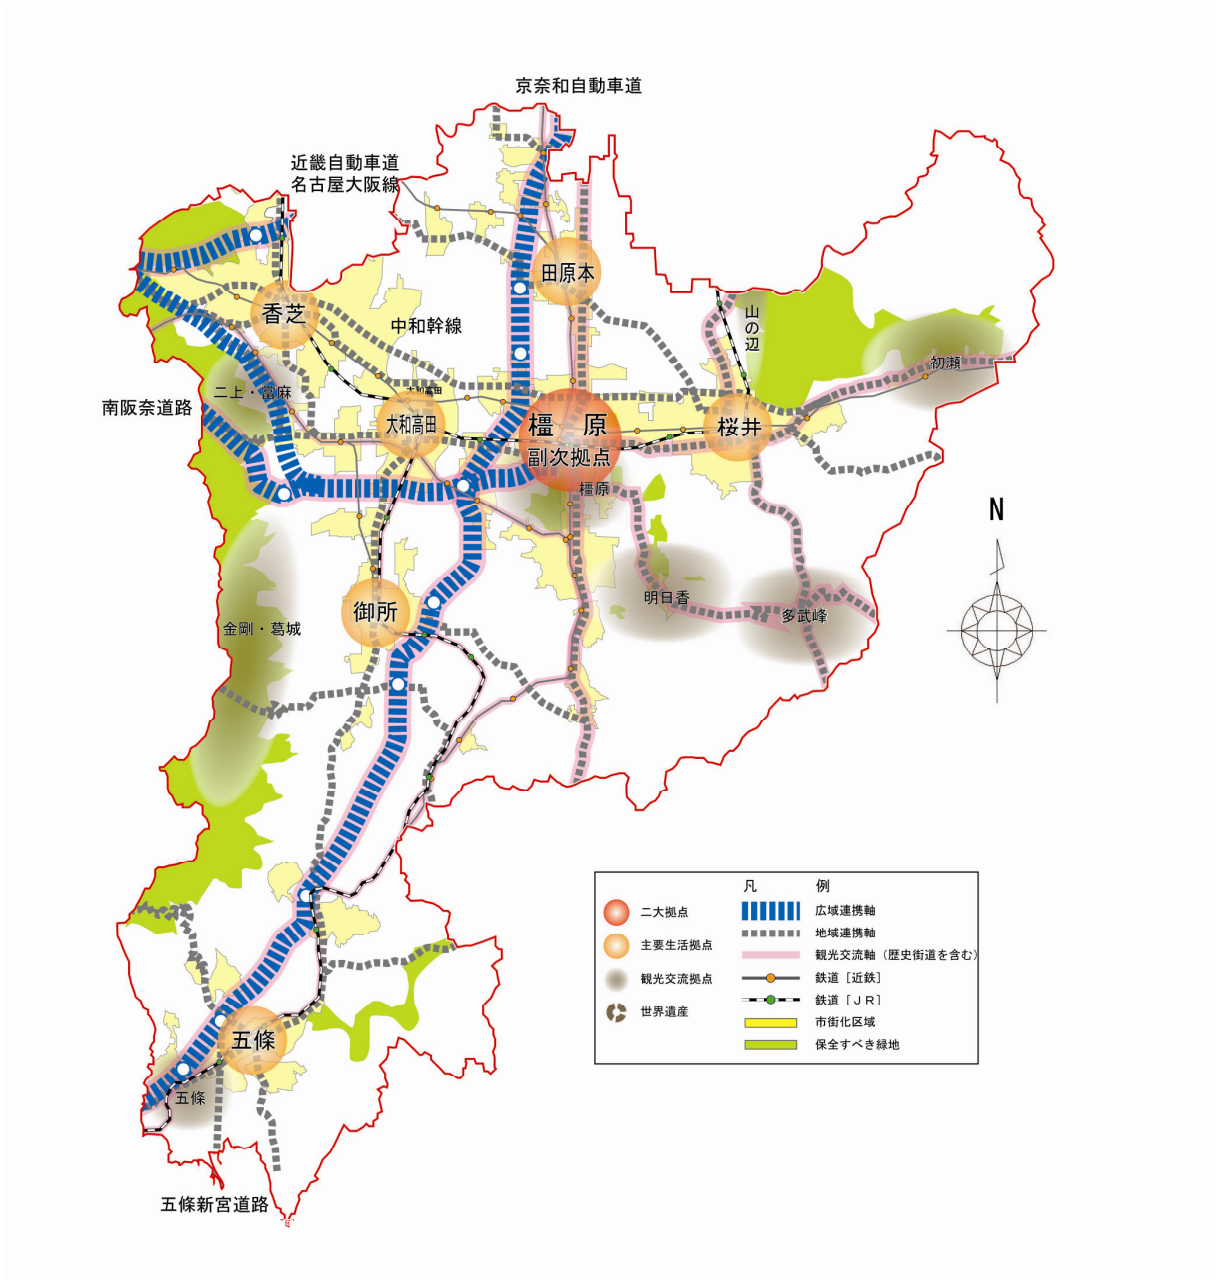 京奈和自動車道
近畿自動車道
名古屋大阪線
田原本
香芝
山の辺
中和幹線
初瀬
二上・當麻
大和高田
南阪奈道路
大和高田
橿原
副次拠点
桜井
橿原
N
明日香
御所
多武峰
金剛・葛城
凡例
二大拠点
主要生活拠点
観光交流拠点
世界遺産
広域連携軸
地域連携軸
観光交流軸（歴史街道を含む）
鉄道［近鉄］
鉄道［ＪＲ］
市街化区域
保全すべき緑地
五條
五條
五條新宮道路